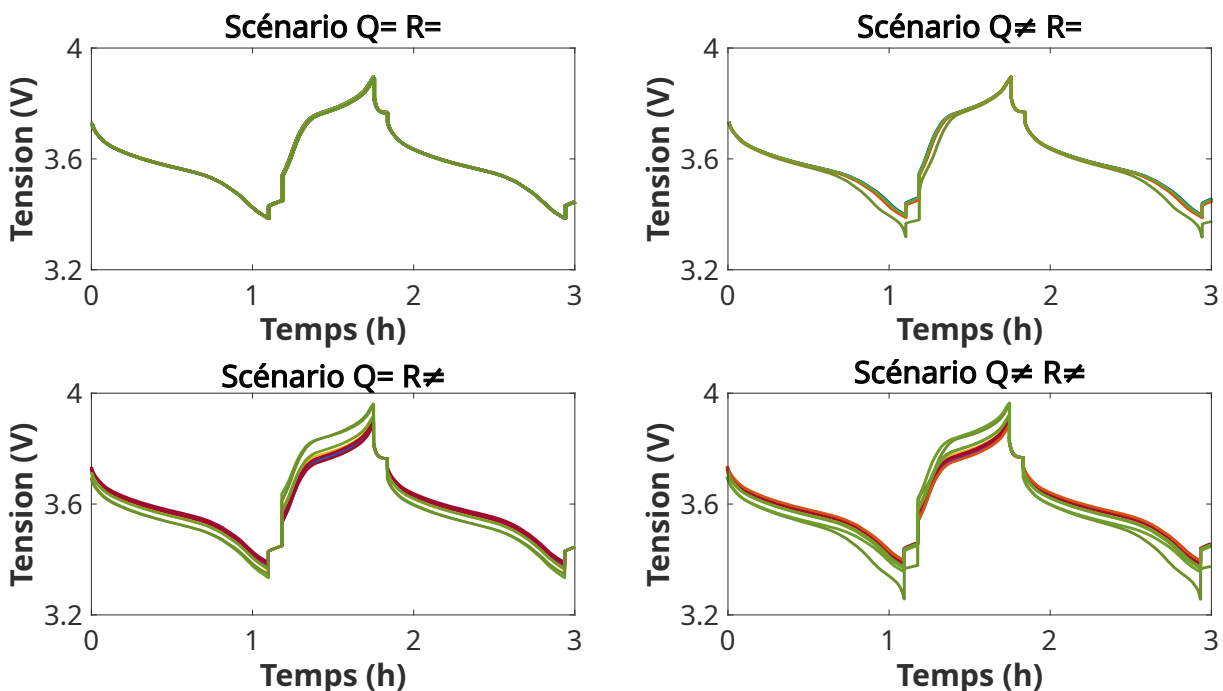 Scénario Q= R=
4
3.6
3.2
Tension (V)
0 1 2 3
Temps (h)
Scénario Q≠ R=
4
3.6
3.2
Tension (V)
0 1 2 3
Temps (h)
Scénario Q= R≠
4
3.6
3.2
Tension (V)
0 1 2 3
Temps (h)
Scénario Q≠ R≠
4
3.6
3.2
Tension (V)
0 1 2 3
Temps (h)